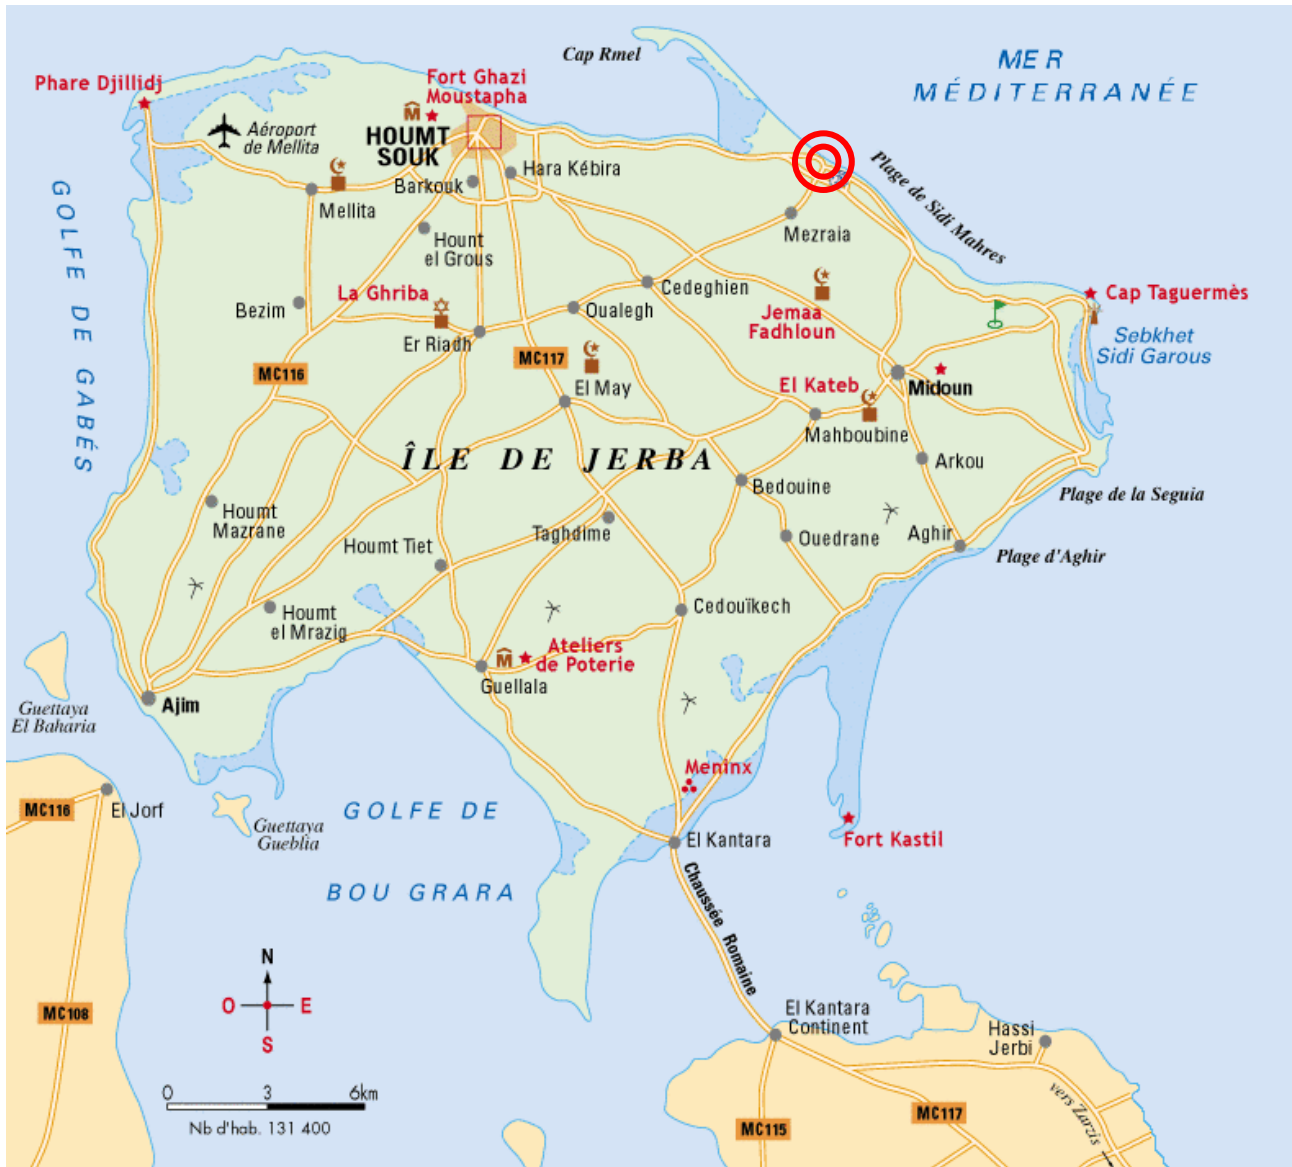 Cap Rmel
MER
MÉDITERRANÉE
Phare Djillidj
Fort Ghazi
Moustapha
Aéroport
de Mellita
HOUMT
SOUK
Hara Kébira
Barkouk
Mellita
Plage de Sidi Mahres
Mezraia
Hount
el Grous
GOLFE DE GABÉS
La Ghriba
Bezim
Cedeghien
Oualegh
Jemaa
Fadhloun
Cap Taguermès
Sebkhet
Sidi Garous
Er Riadh
MC117
MC116
El May
El Kateb
Midoun
Mahboubine
ÎLE DE JERBA
Arkou
Bedouine
Plage de la Seguia
Houmt
Mazrane
Taghdime
Houmt Tiet
Ouedrane
Aghir
Plage d'Aghir
Houmt
el Mrazig
Cedouïkech
Ateliers
de Poterie
Guellala
Ajim
Guettaya
El Baharia
Meninx
MC116
El Jorf
GOLFE DE
Guettaya
Gueblia
El Kantara
Fort Kastil
BOU GRARA
Chaussée Romaine
N
O
E
S
MC108
El Kantara
Continent
Hassi
Jerbi
0 3 6km
Nb d'hab. 131 400
MC115
MC117
vers Zarzis